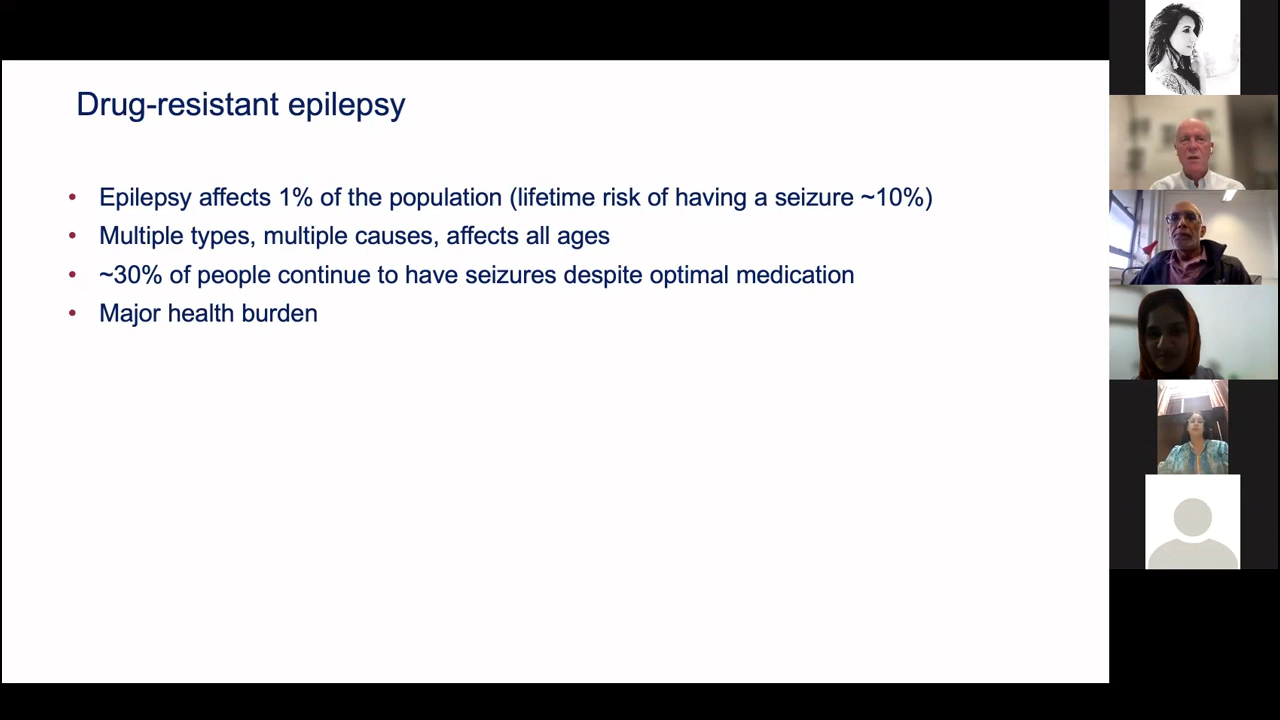 Drug-resistant epilepsy
• Epilepsy affects 1% of the population (lifetime risk of having a seizure ~10%)
• Multiple types, multiple causes, affects all ages
• ~30% of people continue to have seizures despite optimal medication
• Major health burden